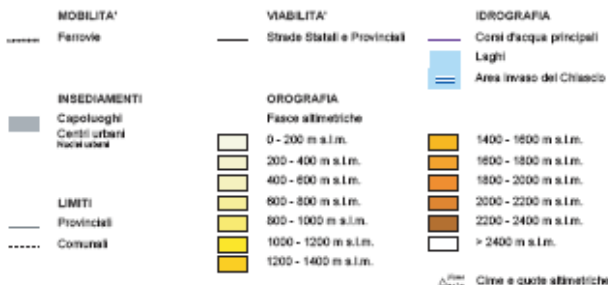 MOBILITA'
Ferrovie
INSEDIAMENTI
Capoluoghi
Centri urbani
Nuclei urbani
LIMITI
Provinciali
Comunali
VIABILITA'
Strade Statali e Provinciali
OROGRAFIA
Fasce altimetriche
0 - 200 m s.l.m.
200 - 400 m s.l.m.
400 - 600 m s.l.m.
600 - 800 m s.l.m.
800 - 1000 m s.l.m.
1000 - 1200 m s.l.m.
1200 - 1400 m s.l.m.
IDROGRAFIA
Corsi d'acqua principali
Laghi
Area Invaso del Chiascio
1400 - 1600 m s.l.m.
1600 - 1800 m s.l.m.
1800 - 2000 m s.l.m.
2000 - 2200 m s.l.m.
2200 - 2400 m s.l.m.
> 2400 m s.l.m.
Cime e quote altimetriche